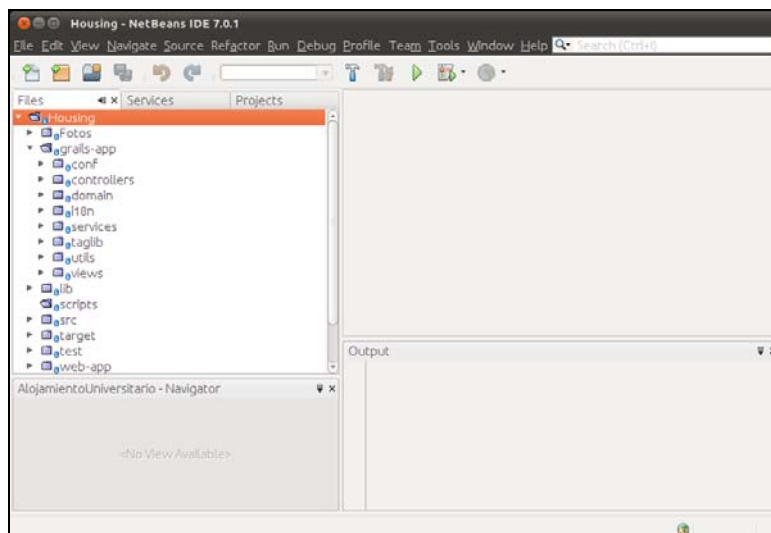 Housing - NetBeans IDE 7.0.1
File Edit View Navigate Source Refactor Run Debug Profile Team Tools Window Help Search (Ctrl+I)
Files Services Projects
Housing
Fotos
grails-app
conf
controllers
domain
i18n
services
taglib
utils
views
lib
scripts
src
target
test
web-app
Output
AlojamientoUniversitario - Navigator
<No View Available>